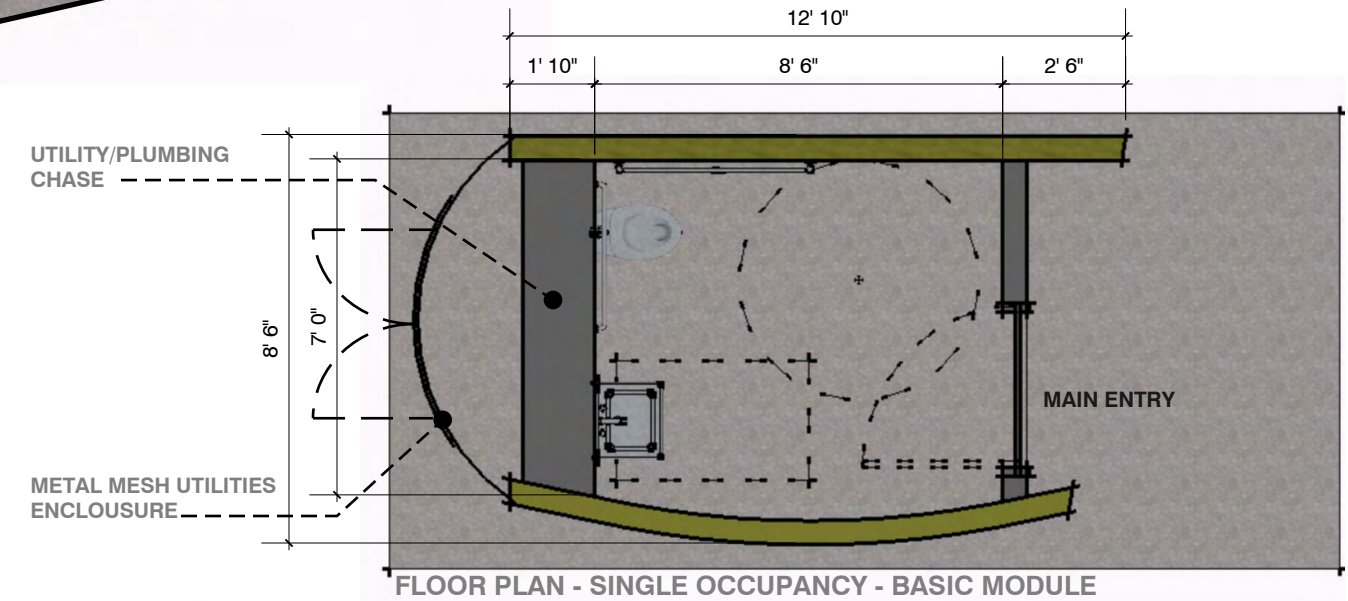 12' 10"
1' 10"
8' 6"
2' 6"
UTILITY/PLUMBING
CHASE
8' 6"
7' 0"
MAIN ENTRY
METAL MESH UTILITIES
ENCLOUSURE
FLOOR PLAN - SINGLE OCCUPANCY - BASIC MODULE